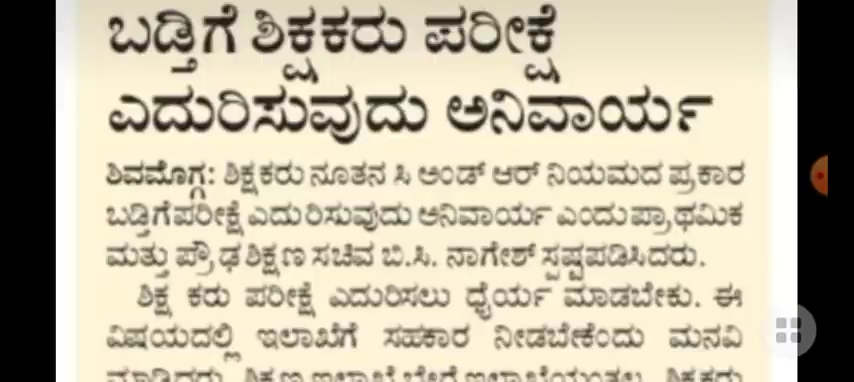 ಬಡ್ತಿಗೆ ಶಿಕ್ಷಕರು ಪರೀಕ್ಷೆ
ಎದುರಿಸುವುದು ಅನಿವಾರ್ಯ
ಶಿವಮೊಗ್ಗ: ಶಿಕ್ಷಕರು ನೂತನ ಸಿ ಅಂಡ್ ಆರ್ ನಿಯಮದ ಪ್ರಕಾರ
ಬಡ್ತಿಗೆ ಪರೀಕ್ಷೆ ಎದುರಿಸುವುದು ಅನಿವಾರ್ಯ ಎಂದು ಪ್ರಾಥಮಿಕ
ಮತ್ತು ಪ್ರೌಢ ಶಿಕ್ಷಣ ಸಚಿವ ಬಿ.ಸಿ. ನಾಗೇಶ್ ಸ್ಪಷ್ಟಪಡಿಸಿದರು.
ಶಿಕ್ಷ ಕರು ಪರೀಕ್ಷೆ ಎದುರಿಸಲು ಧೈರ್ಯ ಮಾಡಬೇಕು. ಈ
ವಿಷಯದಲ್ಲಿ ಇಲಾಖೆಗೆ ಸಹಕಾರ ನೀಡಬೇಕೆಂದು ಮನವಿ